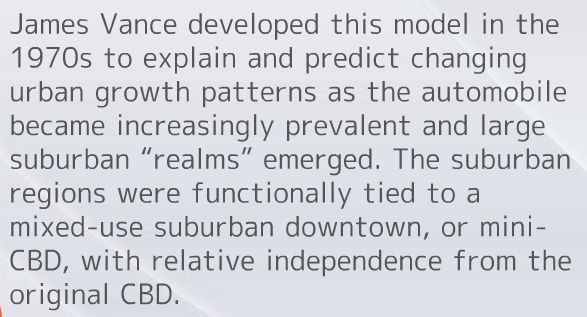 James Vance developed this model in the
1970s to explain and predict changing
urban growth patterns as the automobile
became increasingly prevalent and large
suburban “realms” emerged. The suburban
regions were functionally tied to a
mixed-use suburban downtown, or mini-
CBD, with relative independence from the
original CBD.